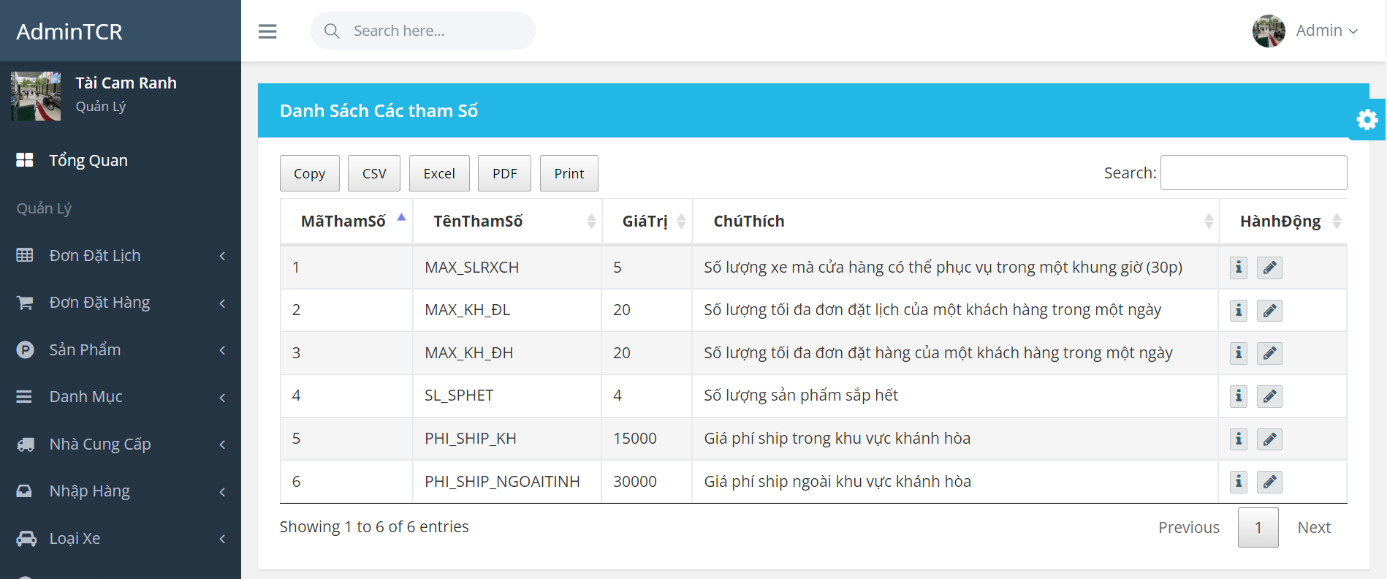 AdminTCR
Search here...
Admin
Tài Cam Ranh
Quản Lý
Tổng Quan
Quản Lý
Đơn Đặt Lịch
Đơn Đặt Hàng
Sản Phẩm
Danh Mục
Nhà Cung Cấp
Nhập Hàng
Loại Xe
Danh Sách Các tham Số
Copy CSV Excel PDF Print
Search:
MãThamSố TênThamSố GiáTrị ChúThích HànhĐộng
1 MAX_SLRXCH 5 Số lượng xe mà cửa hàng có thể phục vụ trong một khung giờ (30p)
2 MAX_KH_ĐL 20 Số lượng tối đa đơn đặt lịch của một khách hàng trong một ngày
3 MAX_KH_ĐH 20 Số lượng tối đa đơn đặt hàng của một khách hàng trong một ngày
4 SL_SPHET 4 Số lượng sản phẩm sắp hết
5 PHI_SHIP_KH 15000 Giá phí ship trong khu vực khánh hòa
6 PHI_SHIP_NGOAITINH 30000 Giá phí ship ngoài khu vực khánh hòa
Showing 1 to 6 of 6 entries
Previous 1 Next